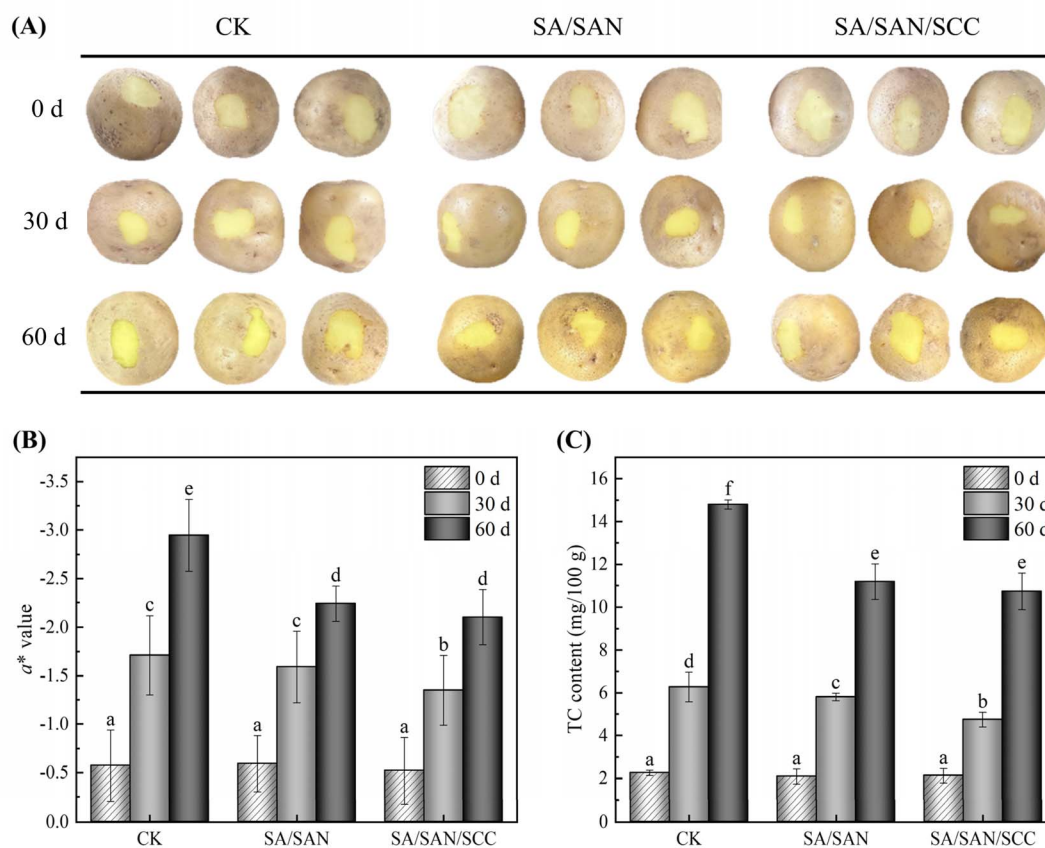 (A) CK SA/SAN SA/SAN/SCC
0 d
30 d
60 d
(B)
-3.5
-3.0
-2.5
-2.0
-1.5
-1.0
-0.5
0.0
a* value
a c e
a c d
a b d
0 d
30 d
60 d
CK SA/SAN SA/SAN/SCC
(C)
16
14
12
10
8
6
4
2
0
TC content (mg/100 g)
a d f
a c e
a b e
0 d
30 d
60 d
CK SA/SAN SA/SAN/SCC